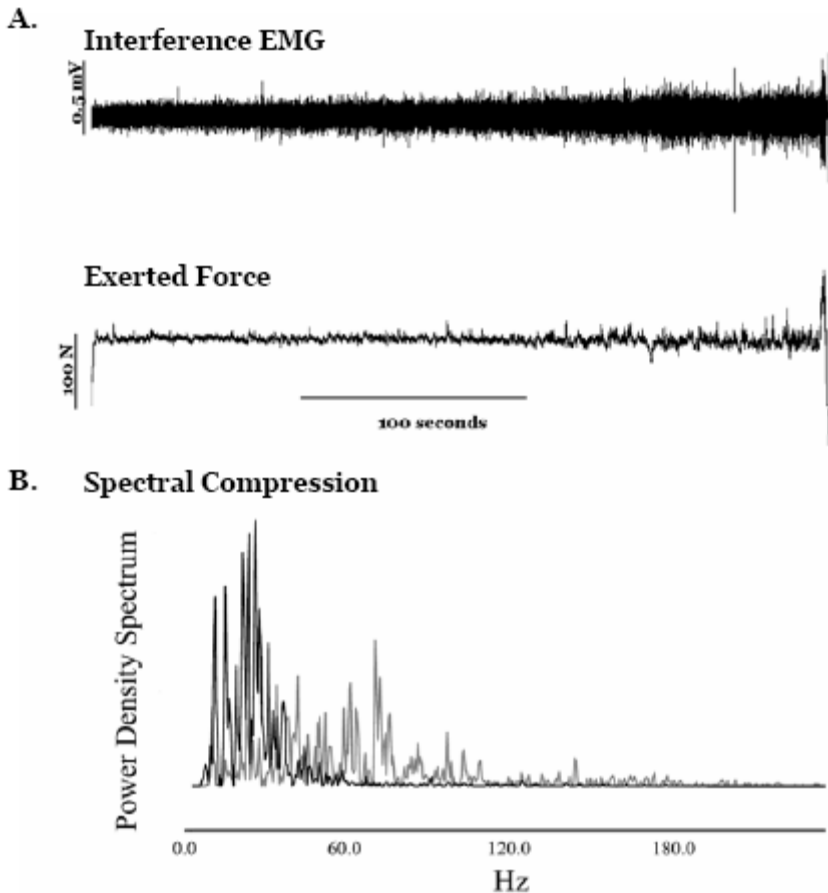 A.
Interference EMG
0.5 mV
Exerted Force
100 N
100 seconds
B.
Spectral Compression
Power Density Spectrum
0.0 60.0 120.0 180.0
Hz